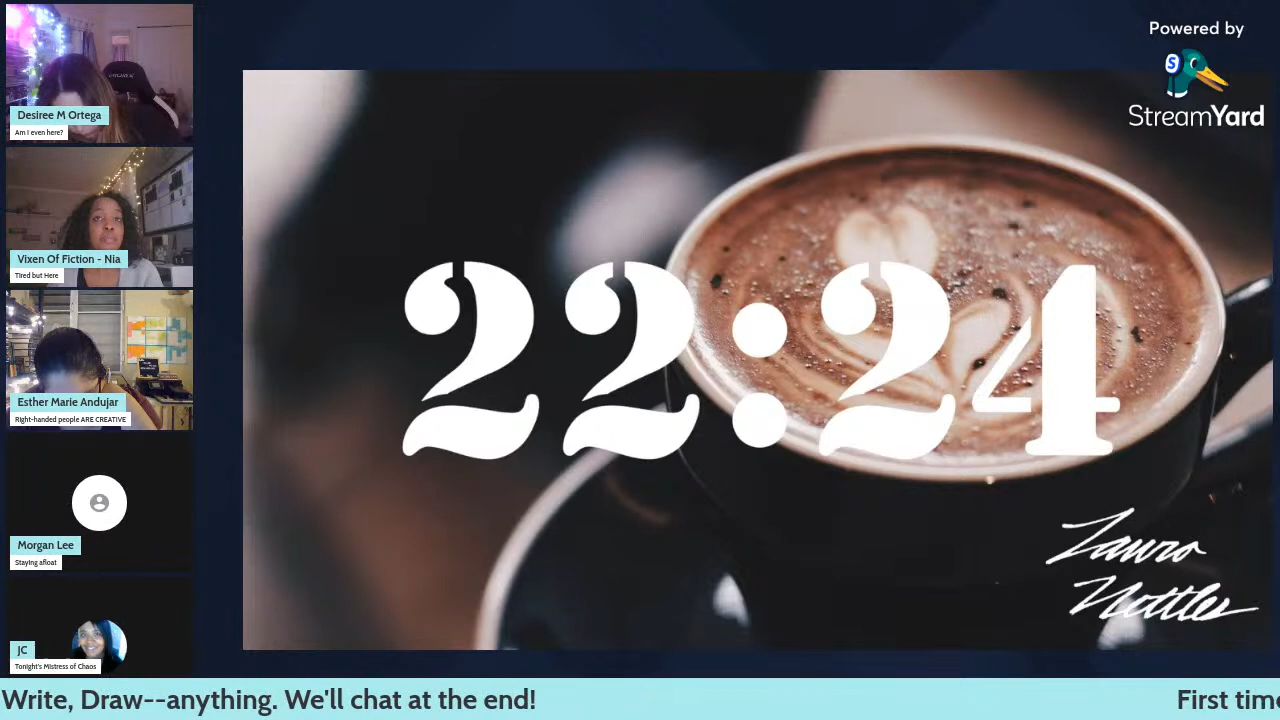 Desiree M Ortega
Am I even here?
Vixen Of Fiction - Nia
Tired but Here
Esther Marie Andujar
Right-handed people ARE CREATIVE
Morgan Lee
Staying afloat
JC
Tonight's Mistress of Chaos
Powered by
S
StreamYard
22:24
Lauro
Write, Draw--anything. We'll chat at the end!
First time